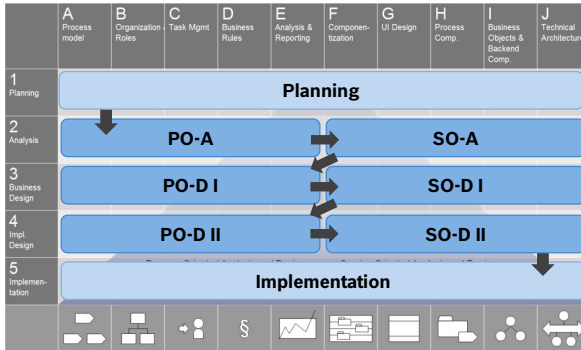 A
Process
model
B
Organization &
Roles
C
Task Mgmt
D
Business
Rules
E
Analysis &
Reporting
F
Componen-
tization
G
UI Design
H
Process
Comp.
I
Business
Objects &
Backend
Comp.
J
Technical
Architecture
1
Planning
Planning
2
Analysis
PO-A
SO-A
3
Business
Design
PO-D I
SO-D I
4
Impl.
Design
PO-D II
SO-D II
5
Implemen-
tation
Implementation
§